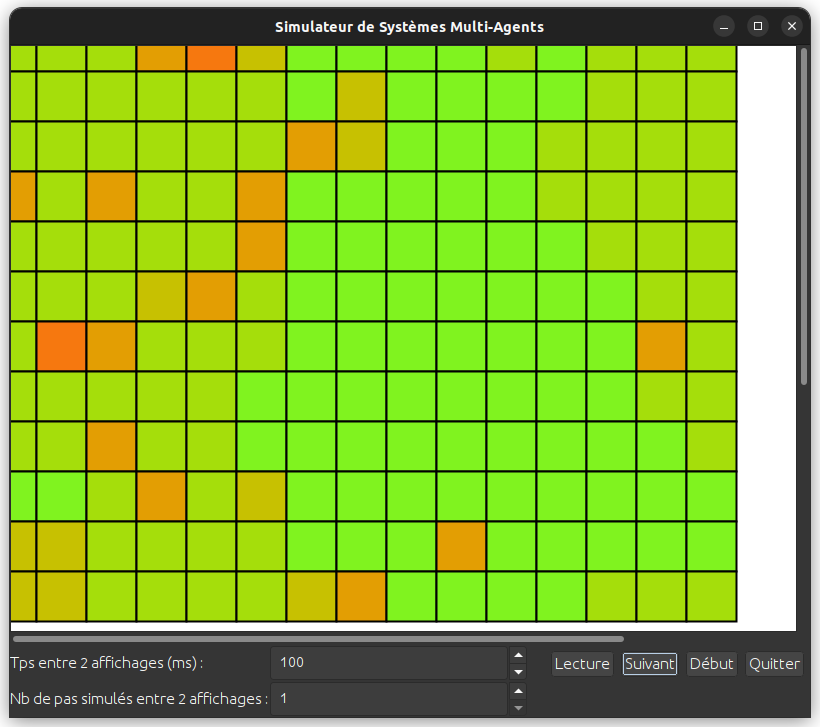 Simulateur de Systèmes Multi-Agents
Tps entre 2 affichages (ms) : 100 Lecture Suivant Début Quitter
Nb de pas simulés entre 2 affichages : 1